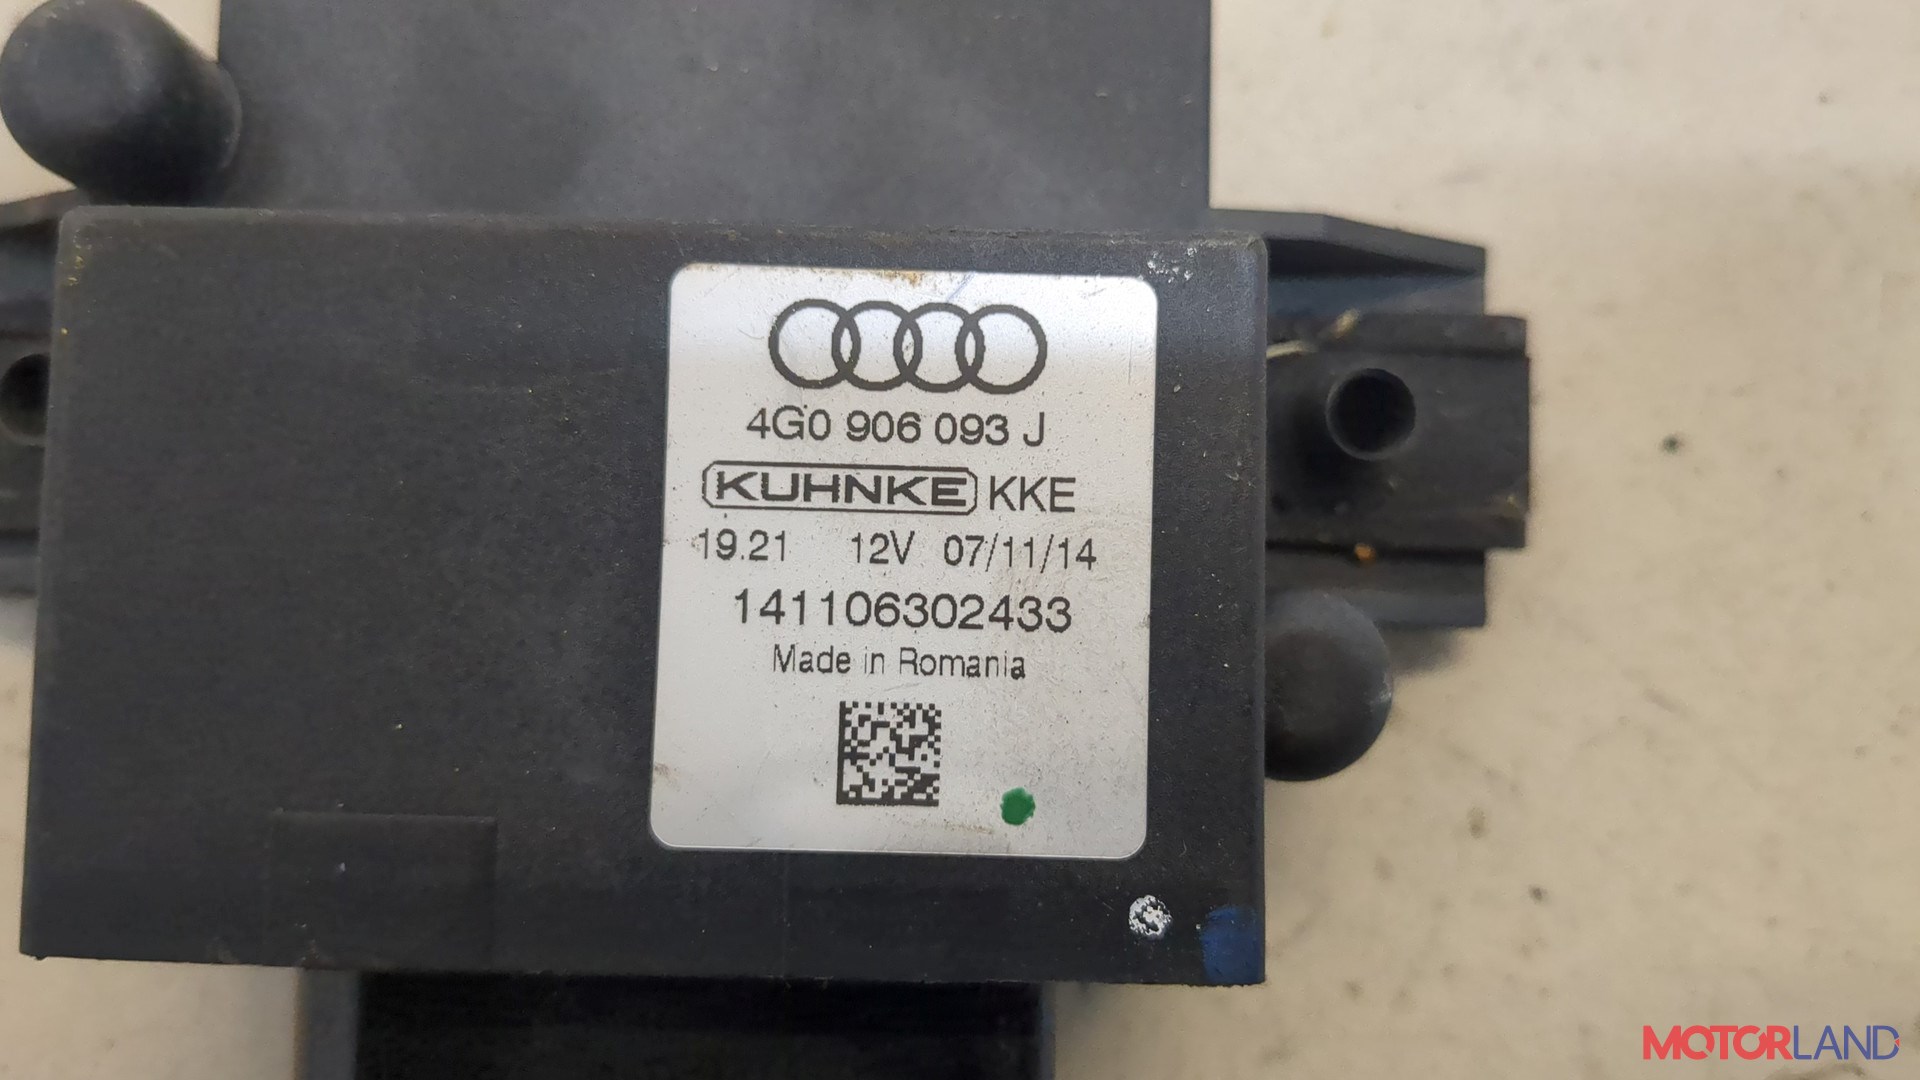 4G0 906 093 J
KUHNKE KKE
19.21 12V 07/11/14
141106302433
Made in Romania
MOTORLAND